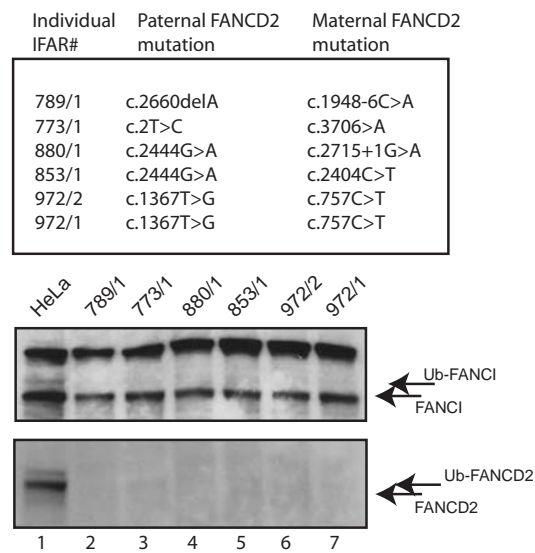 Individual IFAR# Paternal FANCD2 mutation Maternal FANCD2 mutation
789/1 c.2660delA c.1948-6C>A
773/1 c.2T>C c.3706>A
880/1 c.2444G>A c.2715+1G>A
853/1 c.2444G>A c.2404C>T
972/2 c.1367T>G c.757C>T
972/1 c.1367T>G c.757C>T
HeLa 789/1 773/1 880/1 853/1 972/2 972/1
Ub-FANCI
FANCI
Ub-FANCD2
FANCD2
1 2 3 4 5 6 7